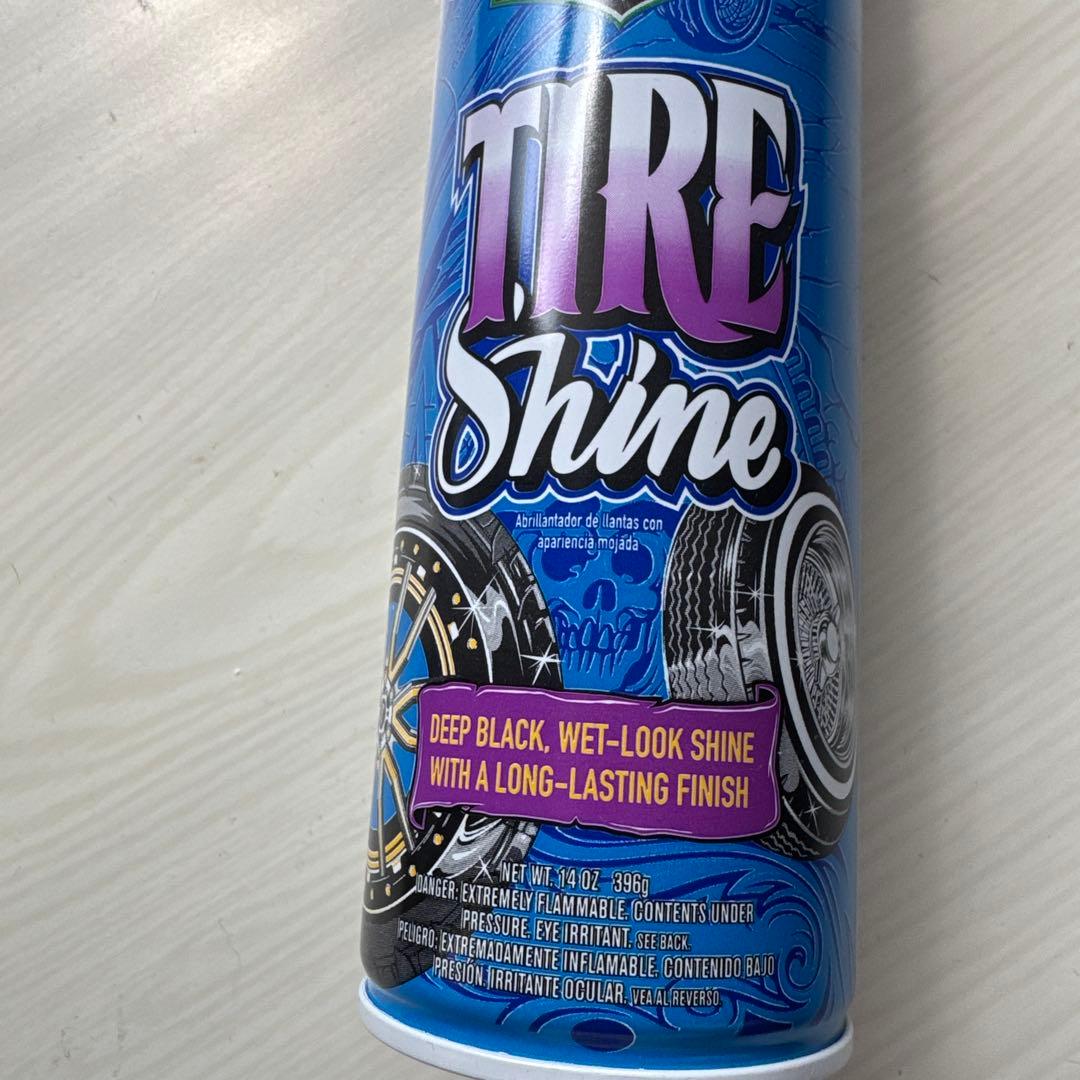 TIRE
Shine
Abrillantador de llantas con
apariencia mojada
DEEP BLACK, WET-LOOK SHINE
WITH A LONG-LASTING FINISH
NET WT. 14 OZ 396g
DANGER: EXTREMELY FLAMMABLE. CONTENTS UNDER
PRESSURE. EYE IRRITANT. SEE BACK.
PELIGRO: EXTREMADAMENTE INFLAMABLE. CONTENIDO BAJO
PRESIÓN. IRRITANTE OCULAR. VEA AL REVERSO.